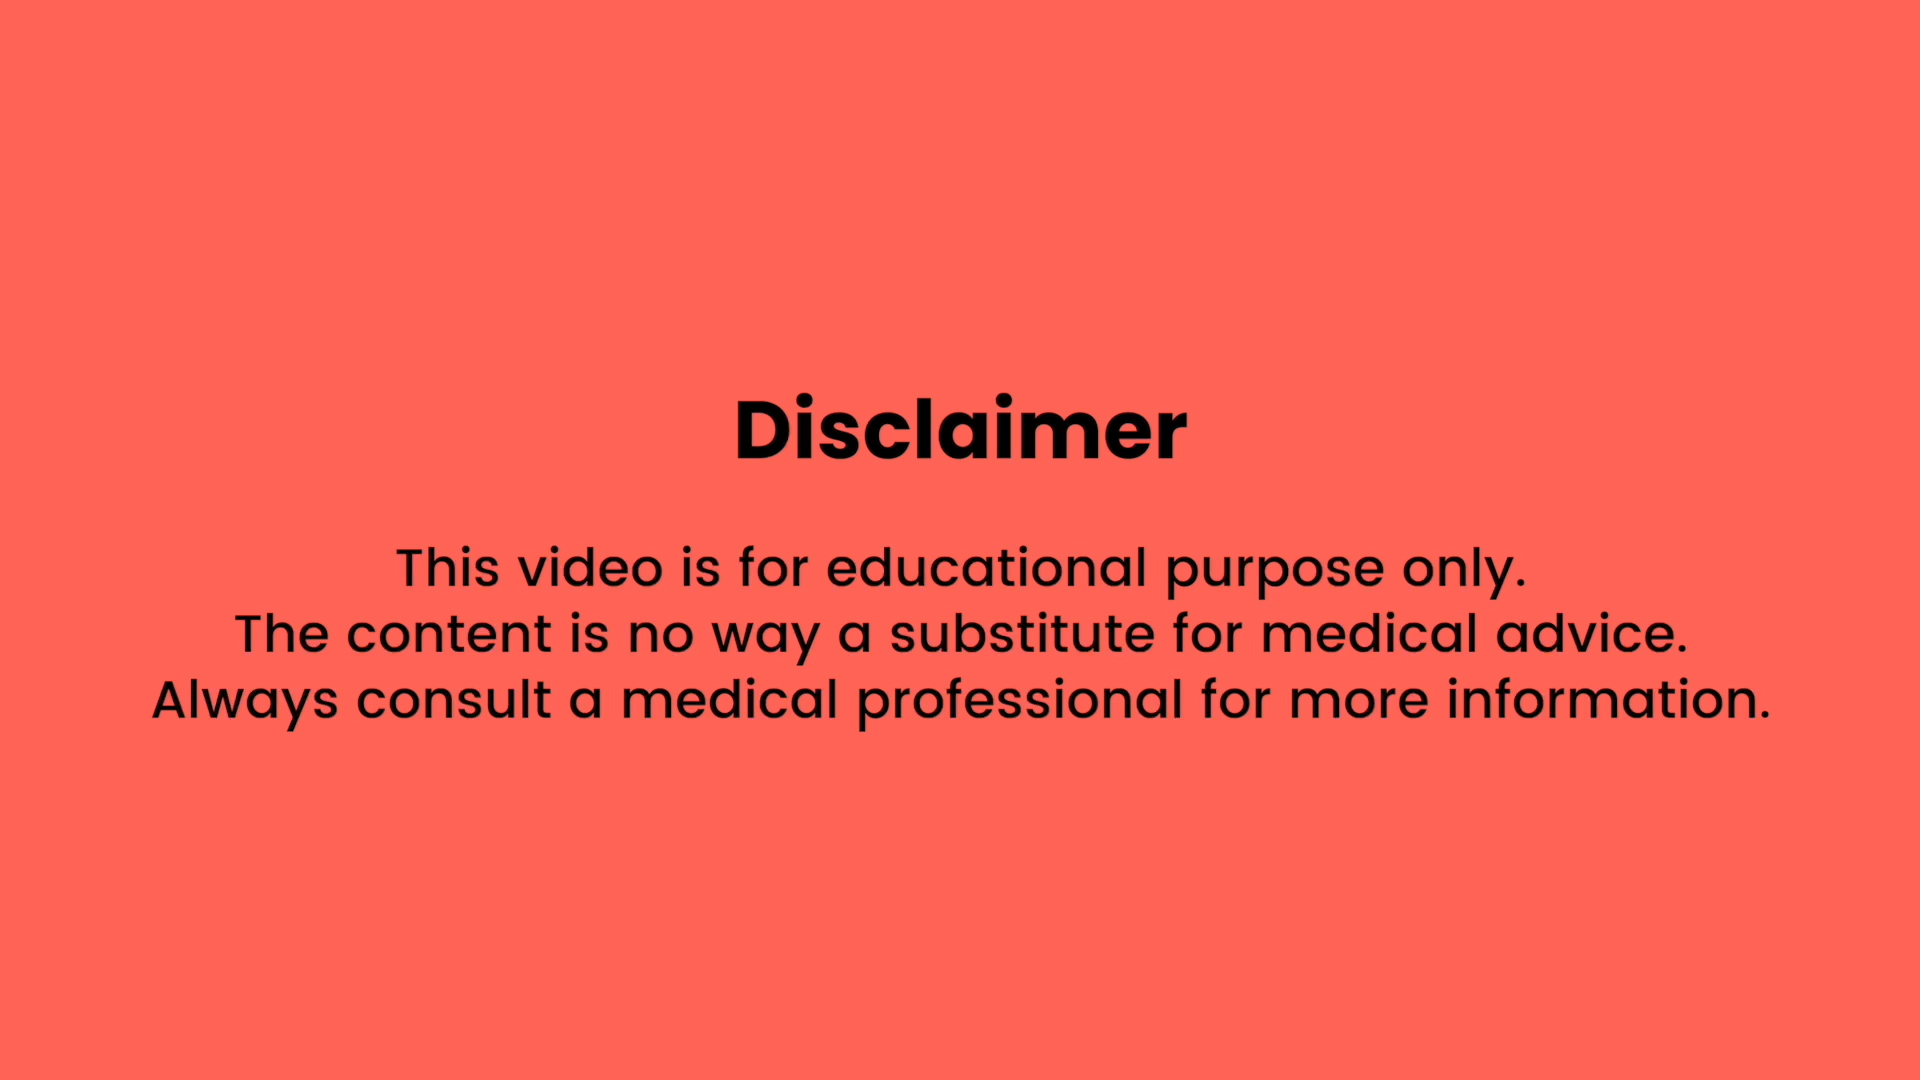 Disclaimer
This video is for educational purpose only.
The content is no way a substitute for medical advice.
Always consult a medical professional for more information.